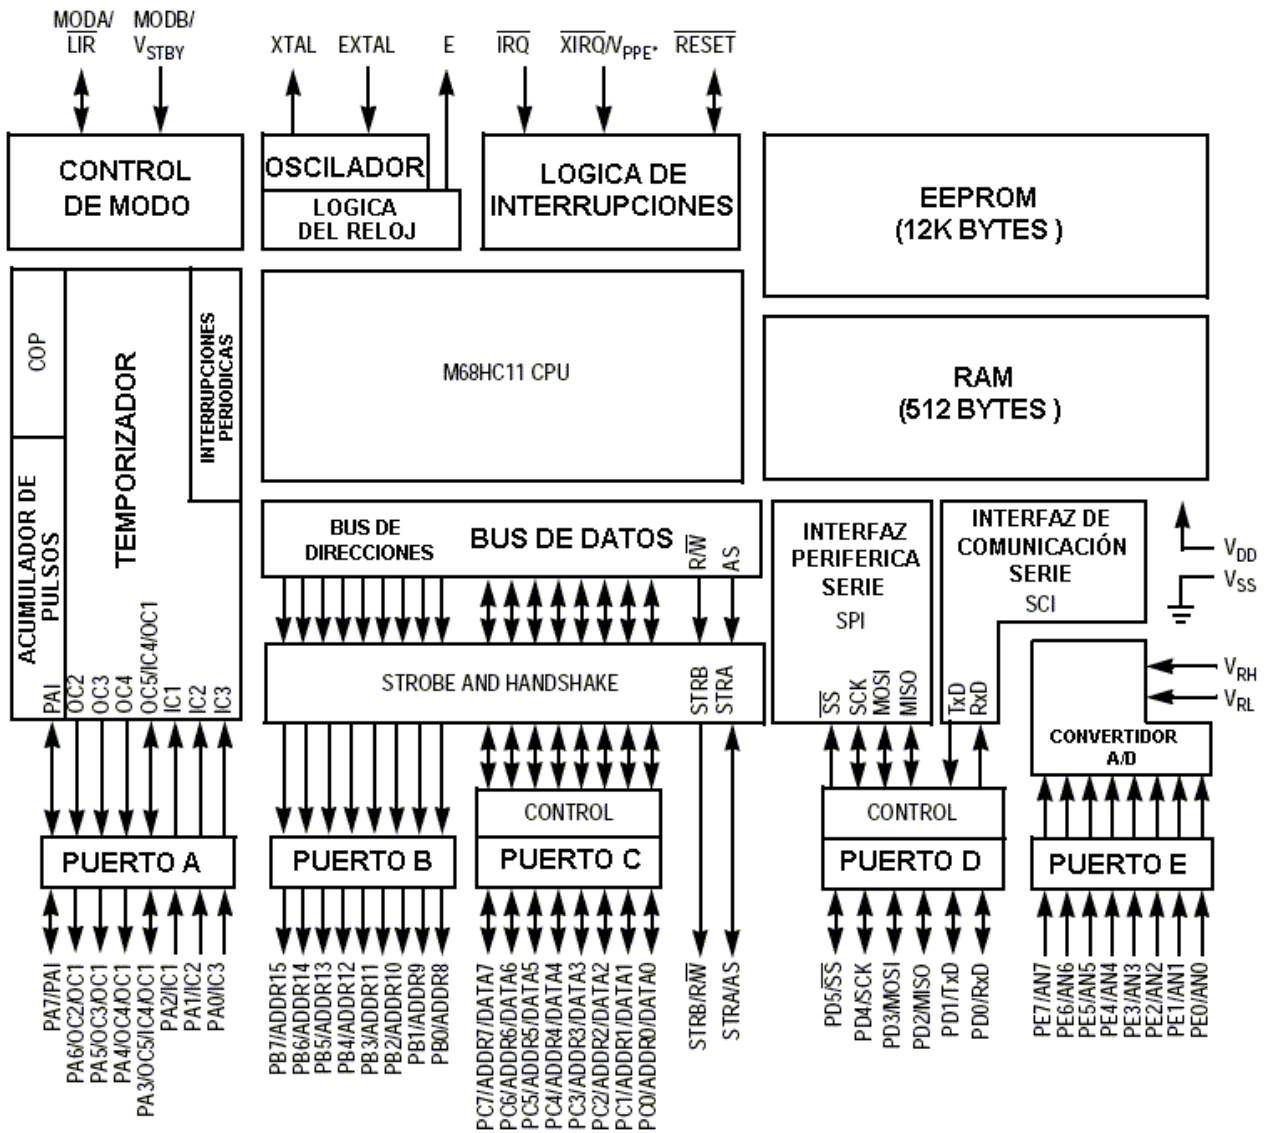 MODA/
LIR
MODB/
VSTBY
XTAL
EXTAL
E
IRQ
XIRQ/VPPE*
RESET
CONTROL
DE MODO
OSCILADOR
LOGICA
DEL RELOJ
LOGICA DE
INTERRUPCIONES
EEPROM
(12K BYTES )
COP
TEMPORIZADOR
INTERRUPCIONES
PERIODICAS
M68HC11 CPU
RAM
(512 BYTES )
ACUMULADOR DE
PULSOS
BUS DE
DIRECCIONES
BUS DE DATOS
R/W
AS
INTERFAZ
PERIFERICA
SERIE
SPI
INTERFAZ DE
COMUNICACIÓN
SERIE
SCI
VDD
VSS
PAI
OC2
OC3
OC4
OC5/IC4/OC1
IC1
IC2
IC3
STROBE AND HANDSHAKE
STRB
STRA
SS
SCK
MOSI
MISO
TxD
RxD
VRH
VRL
CONVERTIDOR
A/D
CONTROL
CONTROL
PUERTO A
PUERTO B
PUERTO C
PUERTO D
PUERTO E
PA7/PAI
PA6/OC2/OC1
PA5/OC3/OC1
PA4/OC4/OC1
PA3/OC5/IC4/OC1
PA2/IC1
PA1/IC2
PA0/IC3
PB7/ADDR15
PB6/ADDR14
PB5/ADDR13
PB4/ADDR12
PB3/ADDR11
PB2/ADDR10
PB1/ADDR9
PB0/ADDR8
PC7/ADDR7/DATA7
PC6/ADDR6/DATA6
PC5/ADDR5/DATA5
PC4/ADDR4/DATA4
PC3/ADDR3/DATA3
PC2/ADDR2/DATA2
PC1/ADDR1/DATA1
PC0/ADDR0/DATA0
STRB/R/W
STRA/AS
PD5/SS
PD4/SCK
PD3/MOSI
PD2/MISO
PD1/TxD
PD0/RxD
PE7/AN7
PE6/AN6
PE5/AN5
PE4/AN4
PE3/AN3
PE2/AN2
PE1/AN1
PE0/AN0